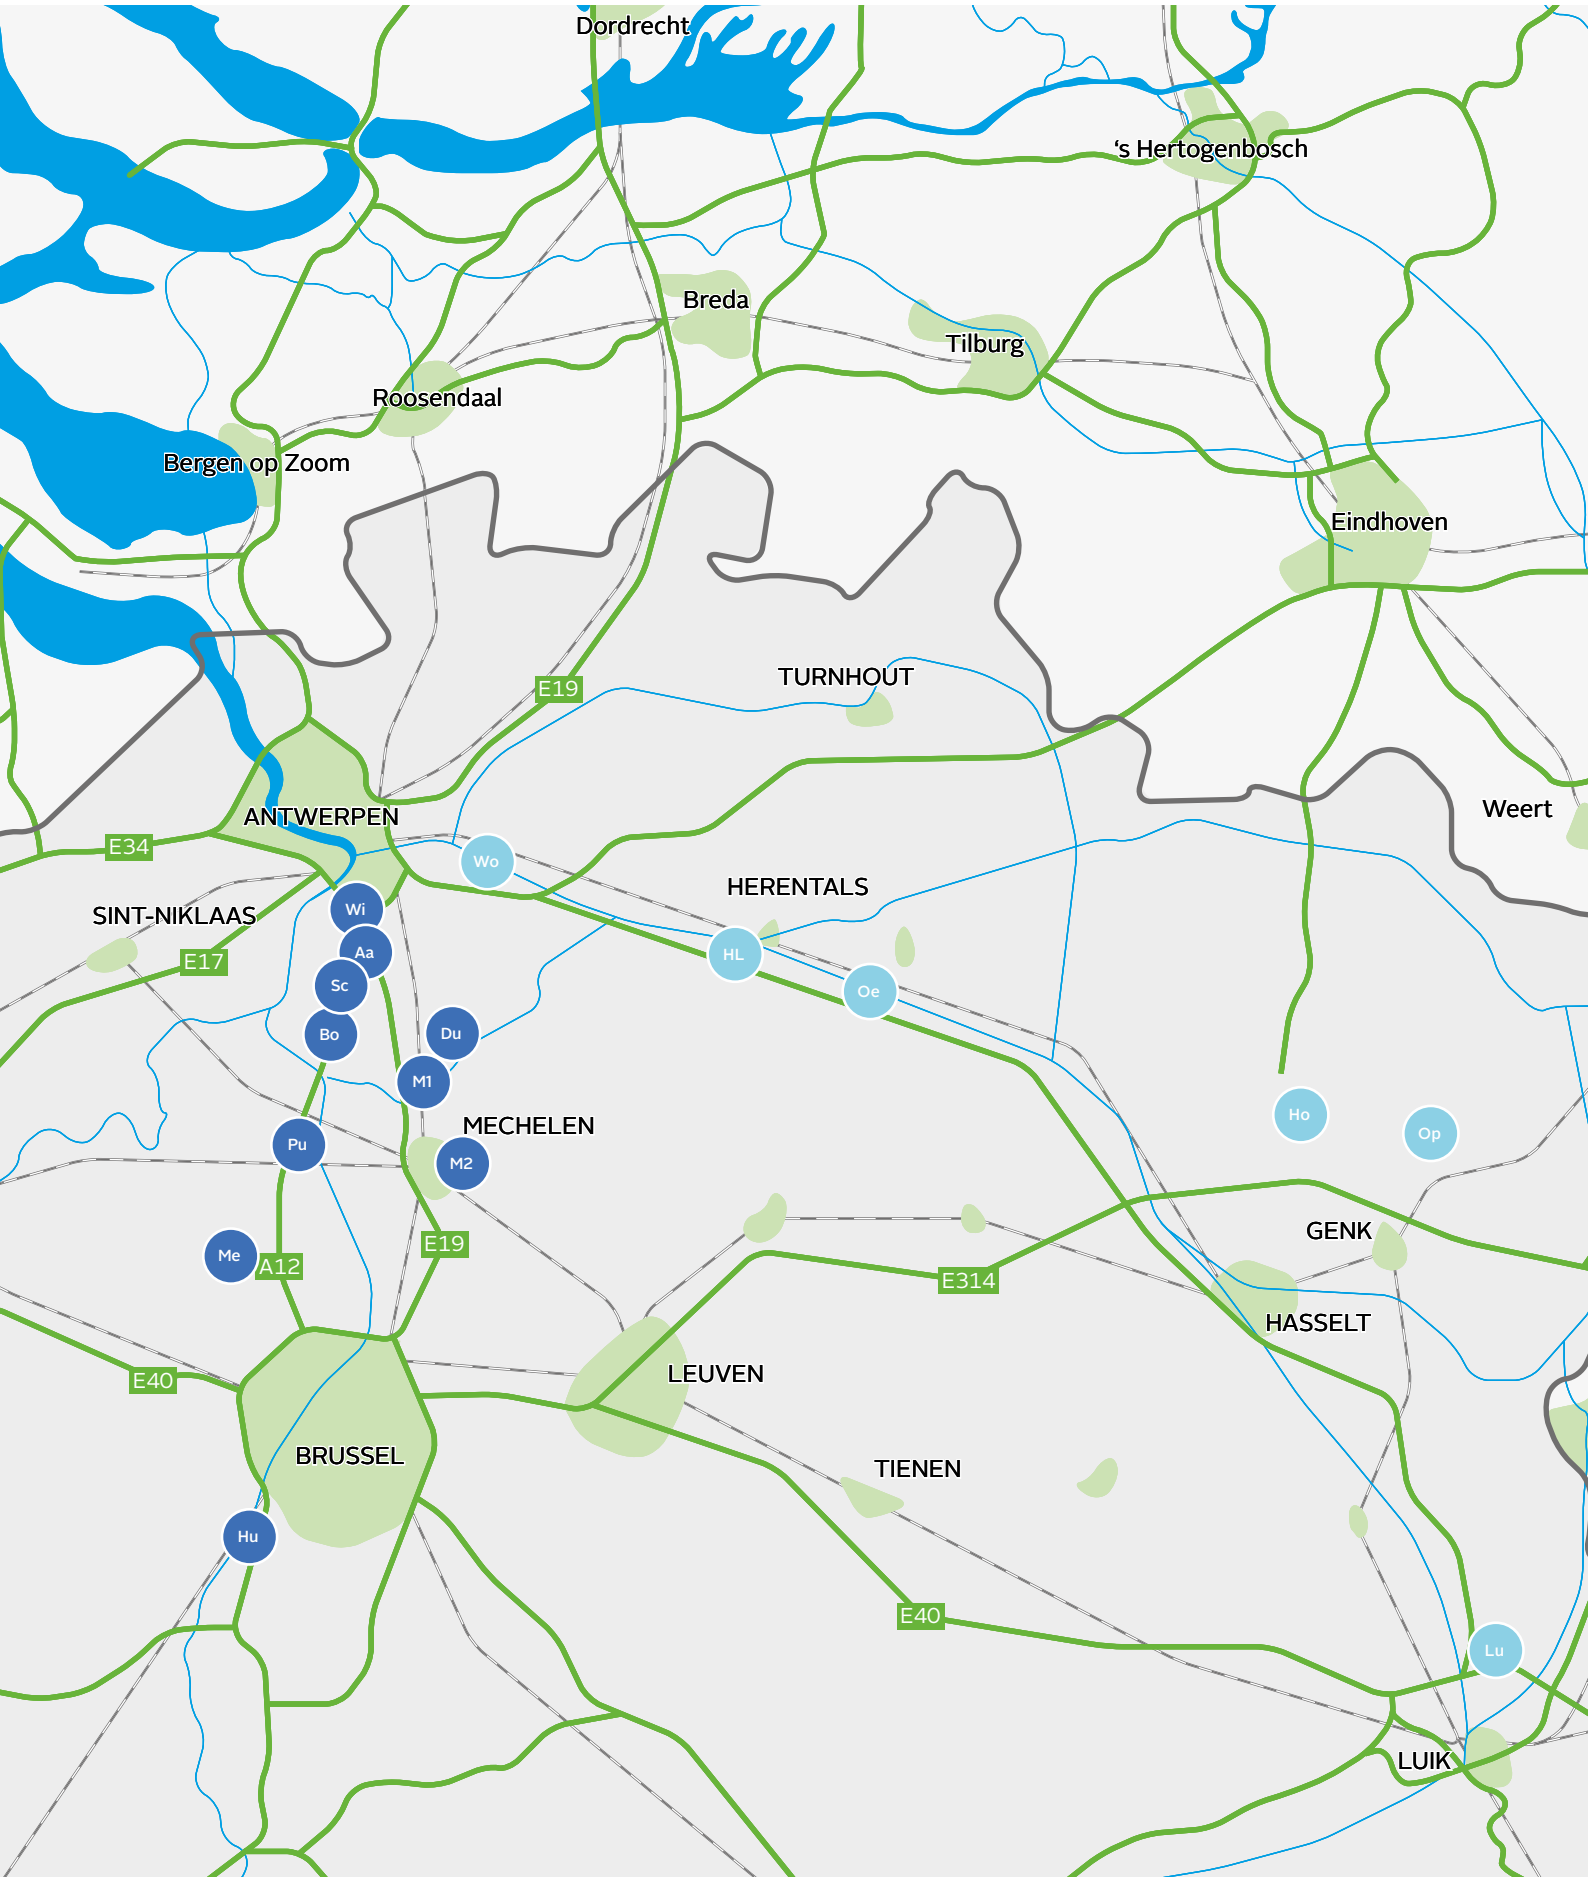 Dordrecht
‘s Hertogenbosch
Breda
Tilburg
Roosendaal
Bergen op Zoom
Eindhoven
TURNHOUT
E19
Weert
ANTWERPEN
E34
Wo
HERENTALS
Wi
SINT-NIKLAAS
HL
Aa
E17
Sc
Oe
Bo
Du
M1
Ho
MECHELEN
Op
Pu
M2
GENK
E19
Me
A12
E314
HASSELT
LEUVEN
E40
BRUSSEL
TIENEN
Hu
E40
Lu
LUIK